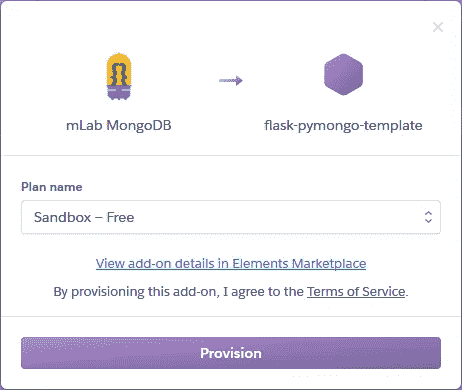 mLab MongoDB
flask-pymongo-template
Plan name
Sandbox – Free
View add-on details in Elements Marketplace
By provisioning this add-on, I agree to the Terms of Service.
Provision